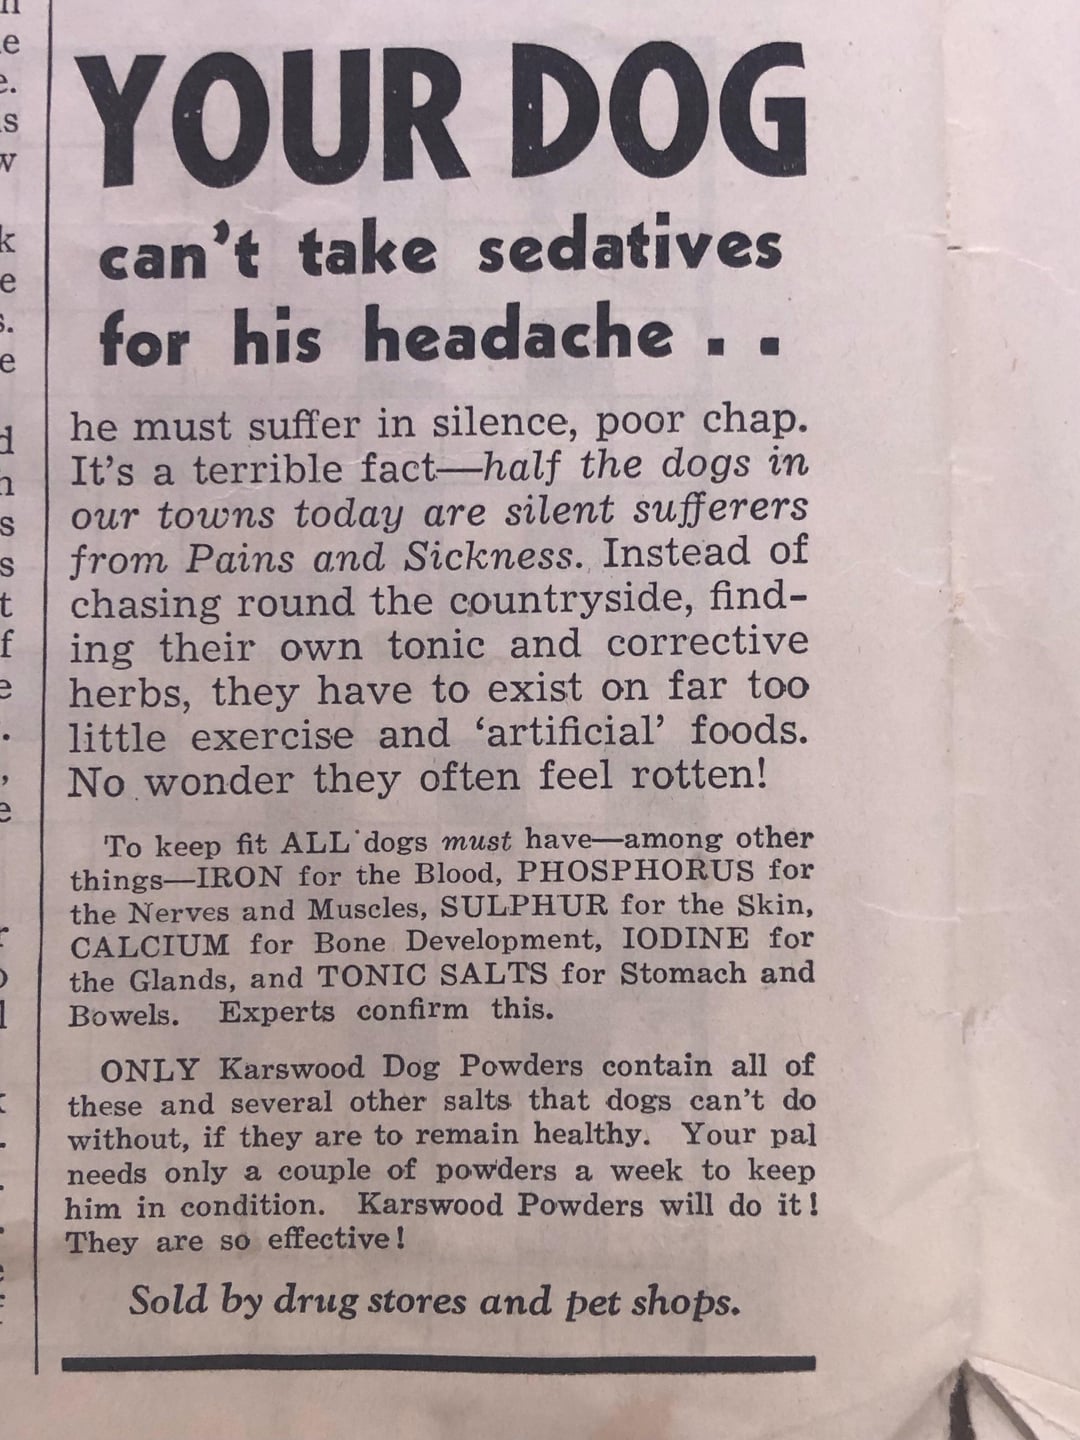 YOUR DOG
can't take sedatives
for his headache . .
he must suffer in silence, poor chap.
It's a terrible fact—half the dogs in
our towns today are silent sufferers
from Pains and Sickness. Instead of
chasing round the countryside, find-
ing their own tonic and corrective
herbs, they have to exist on far too
little exercise and ‘artificial’ foods.
No wonder they often feel rotten!
To keep fit ALL dogs must have—among other
things—IRON for the Blood, PHOSPHORUS for
the Nerves and Muscles, SULPHUR for the Skin,
CALCIUM for Bone Development, IODINE for
the Glands, and TONIC SALTS for Stomach and
Bowels. Experts confirm this.
ONLY Karswood Dog Powders contain all of
these and several other salts that dogs can't do
without, if they are to remain healthy. Your pal
needs only a couple of powders a week to keep
him in condition. Karswood Powders will do it!
They are so effective!
Sold by drug stores and pet shops.